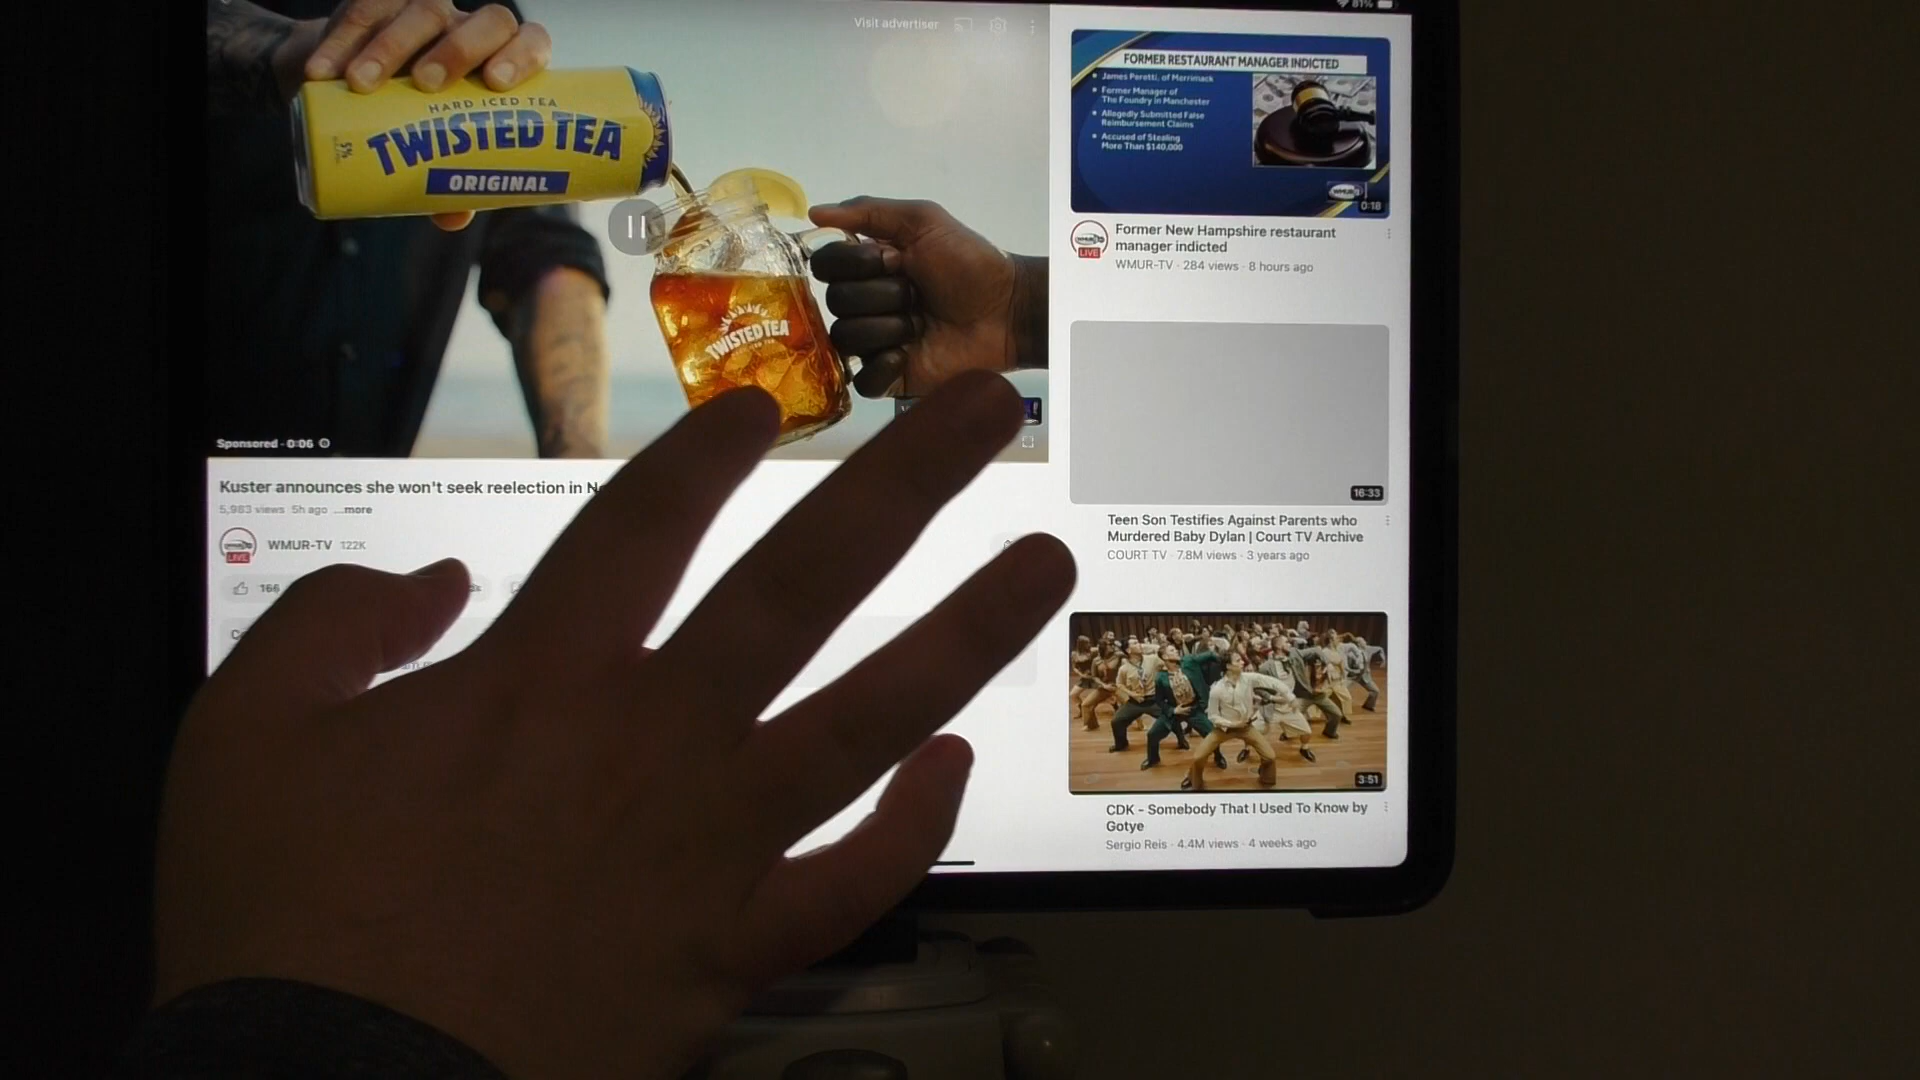 81%
Visit advertiser
HARD ICED TEA
TWISTED TEA
ORIGINAL
5%
TWISTED TEA
Sponsored · 0:06
Kuster announces she won't seek reelection in
5,983 views 5h ago ...more
LIVE
WMUR-TV 122K
166
FORMER RESTAURANT MANAGER INDICTED
James Peretti, of Merrimack
Former Manager of
The Foundry in Manchester
Allegedly Submitted False
Reimbursement Claims
Accused of Stealing
More Than $140,000
WMUR
0:18
LIVE
Former New Hampshire restaurant
manager indicted
WMUR-TV · 284 views · 8 hours ago
16:33
Teen Son Testifies Against Parents who
Murdered Baby Dylan | Court TV Archive
COURT TV · 7.8M views · 3 years ago
3:51
CDK - Somebody That I Used To Know by
Gotye
Sergio Reis · 4.4M views · 4 weeks ago